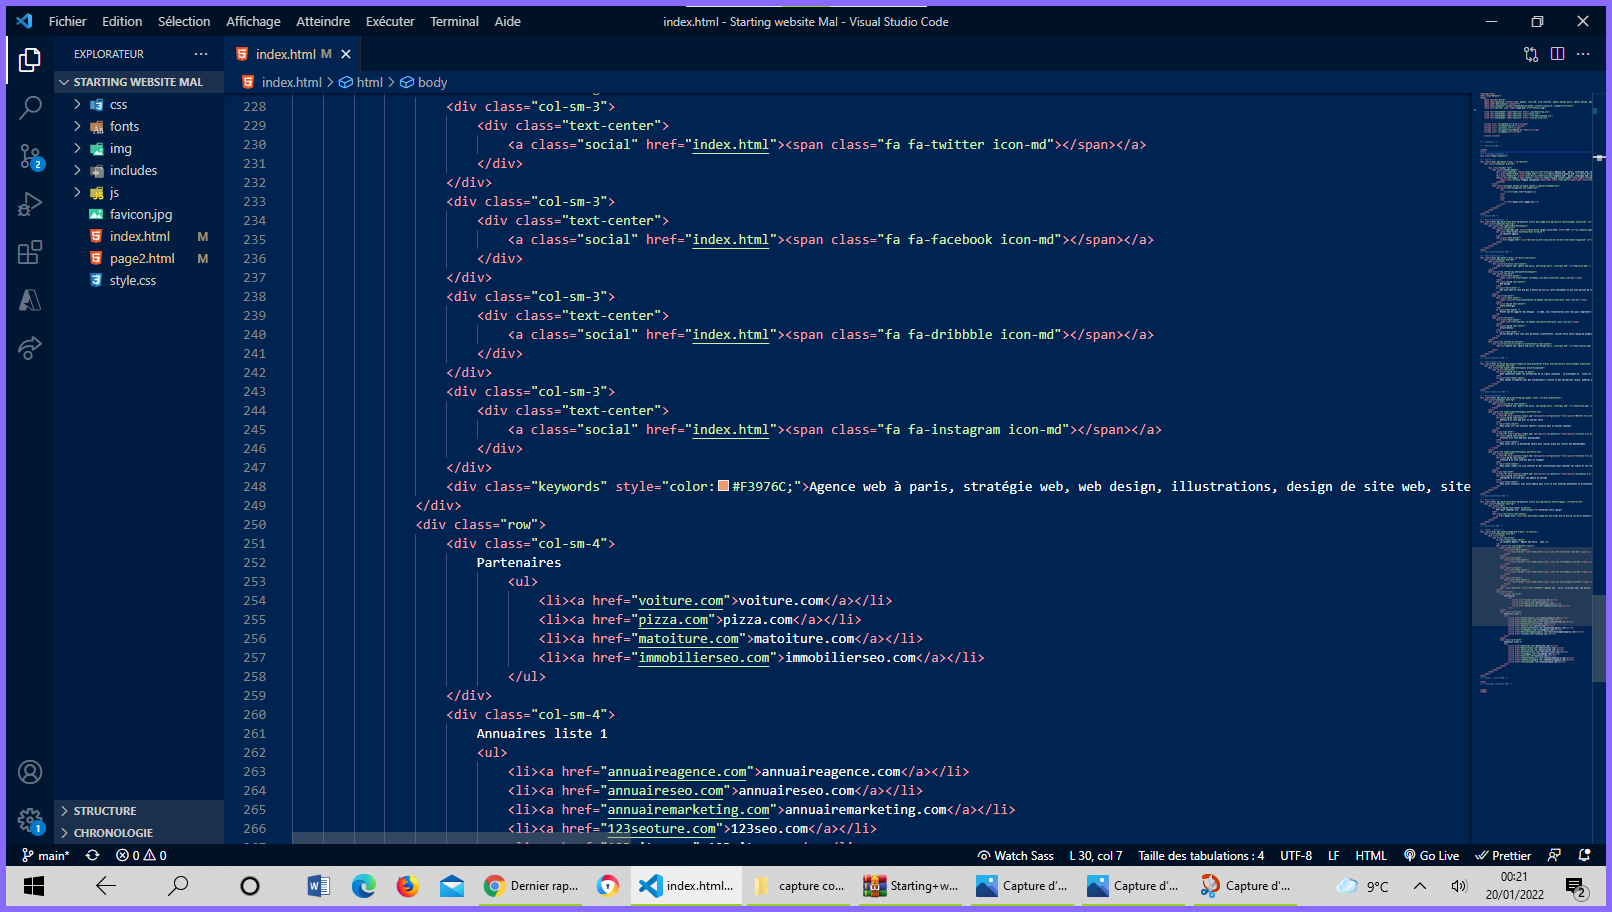 Fichier Edition Sélection Affichage Atteindre Exécuter Terminal Aide
index.html - Starting website Mal - Visual Studio Code
EXPLORATEUR ···
index.html M
STARTING WEBSITE MAL
index.html > html > body
css
fonts
img
includes
js
favicon.jpg
index.html M
page2.html M
style.css
2
228 <div class="col-sm-3">
229 <div class="text-center">
230 <a class="social" href="index.html"><span class="fa fa-twitter icon-md"></span></a>
231 </div>
232 </div>
233 <div class="col-sm-3">
234 <div class="text-center">
235 <a class="social" href="index.html"><span class="fa fa-facebook icon-md"></span></a>
236 </div>
237 </div>
238 <div class="col-sm-3">
239 <div class="text-center">
240 <a class="social" href="index.html"><span class="fa fa-dribbble icon-md"></span></a>
241 </div>
242 </div>
243 <div class="col-sm-3">
244 <div class="text-center">
245 <a class="social" href="index.html"><span class="fa fa-instagram icon-md"></span></a>
246 </div>
247 </div>
248 <div class="keywords" style="color:#F3976C;">Agence web à paris, stratégie web, web design, illustrations, design de site web, site
249 </div>
250 <div class="row">
251 <div class="col-sm-4">
252 Partenaires
253 <ul>
254 <li><a href="voiture.com">voiture.com</a></li>
255 <li><a href="pizza.com">pizza.com</a></li>
256 <li><a href="matoiture.com">matoiture.com</a></li>
257 <li><a href="immobilierseo.com">immobilierseo.com</a></li>
258 </ul>
259 </div>
260 <div class="col-sm-4">
261 Annuaires liste 1
262 <ul>
263 <li><a href="annuaireagence.com">annuaireagence.com</a></li>
264 <li><a href="annuaireseo.com">annuaireseo.com</a></li>
265 <li><a href="annuairemarketing.com">annuairemarketing.com</a></li>
266 <li><a href="123seoture.com">123seo.com</a></li>
STRUCTURE
CHRONOLOGIE
1
main* 0 0
Watch Sass L 30, col 7 Taille des tabulations : 4 UTF-8 LF HTML Go Live Prettier
Dernier rap... index.html... capture co... Starting+w... Capture d'... Capture d'... Capture d'... 9°C
00:21
20/01/2022
2